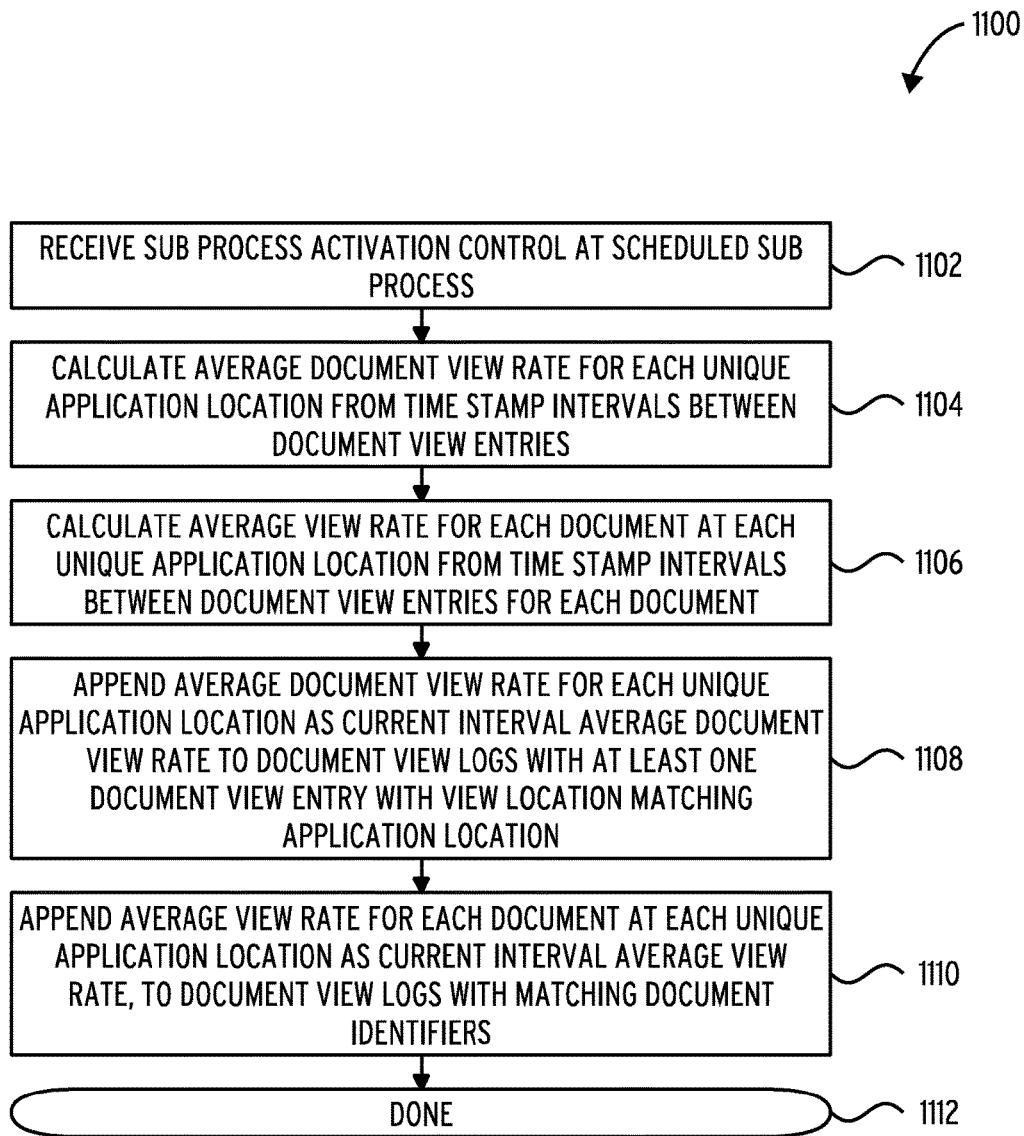 1100
RECEIVE SUB PROCESS ACTIVATION CONTROL AT SCHEDULED SUB
PROCESS
1102
CALCULATE AVERAGE DOCUMENT VIEW RATE FOR EACH UNIQUE
APPLICATION LOCATION FROM TIME STAMP INTERVALS BETWEEN
DOCUMENT VIEW ENTRIES
1104
CALCULATE AVERAGE VIEW RATE FOR EACH DOCUMENT AT EACH
UNIQUE APPLICATION LOCATION FROM TIME STAMP INTERVALS
BETWEEN DOCUMENT VIEW ENTRIES FOR EACH DOCUMENT
1106
APPEND AVERAGE DOCUMENT VIEW RATE FOR EACH UNIQUE
APPLICATION LOCATION AS CURRENT INTERVAL AVERAGE DOCUMENT
VIEW RATE TO DOCUMENT VIEW LOGS WITH AT LEAST ONE
DOCUMENT VIEW ENTRY WITH VIEW LOCATION MATCHING
APPLICATION LOCATION
1108
APPEND AVERAGE VIEW RATE FOR EACH DOCUMENT AT EACH UNIQUE
APPLICATION LOCATION AS CURRENT INTERVAL AVERAGE VIEW
RATE, TO DOCUMENT VIEW LOGS WITH MATCHING DOCUMENT
IDENTIFIERS
1110
DONE
1112